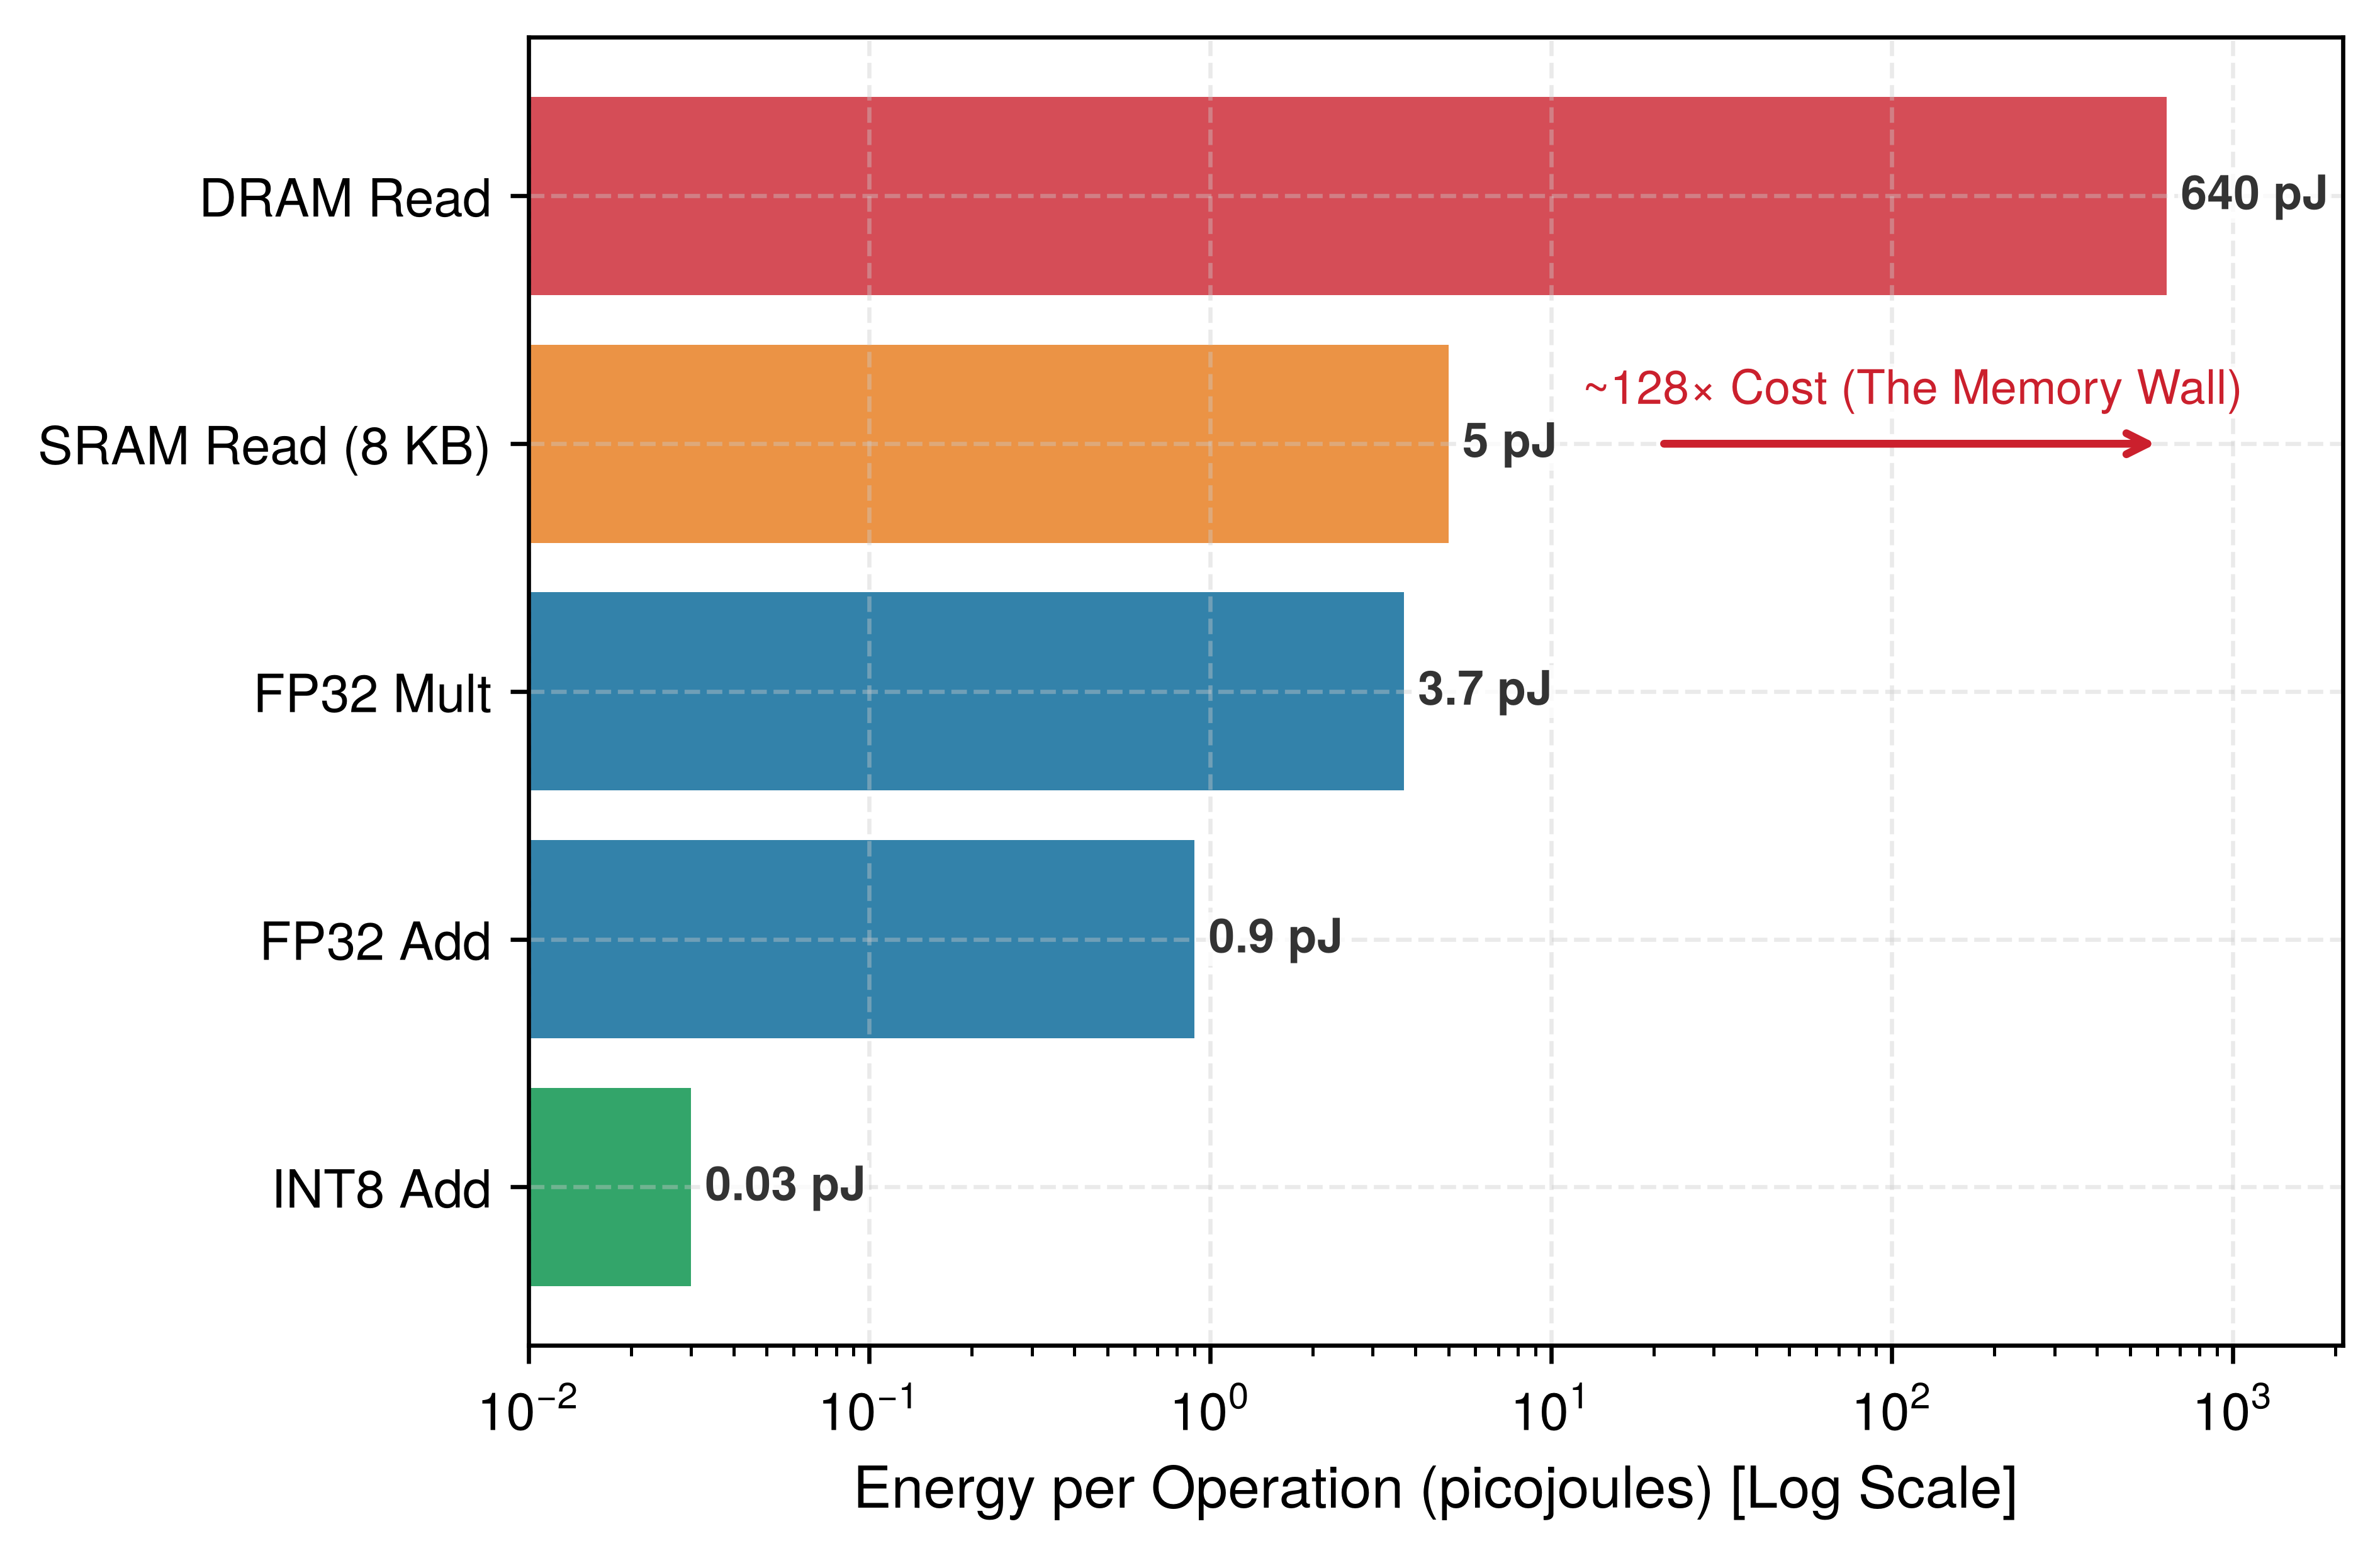 DRAM Read
640 pJ
~128× Cost (The Memory Wall)
SRAM Read (8 KB)
5 pJ
FP32 Mult
3.7 pJ
FP32 Add
0.9 pJ
INT8 Add
0.03 pJ
10⁻² 10⁻¹ 10⁰ 10¹ 10² 10³
Energy per Operation (picojoules) [Log Scale]